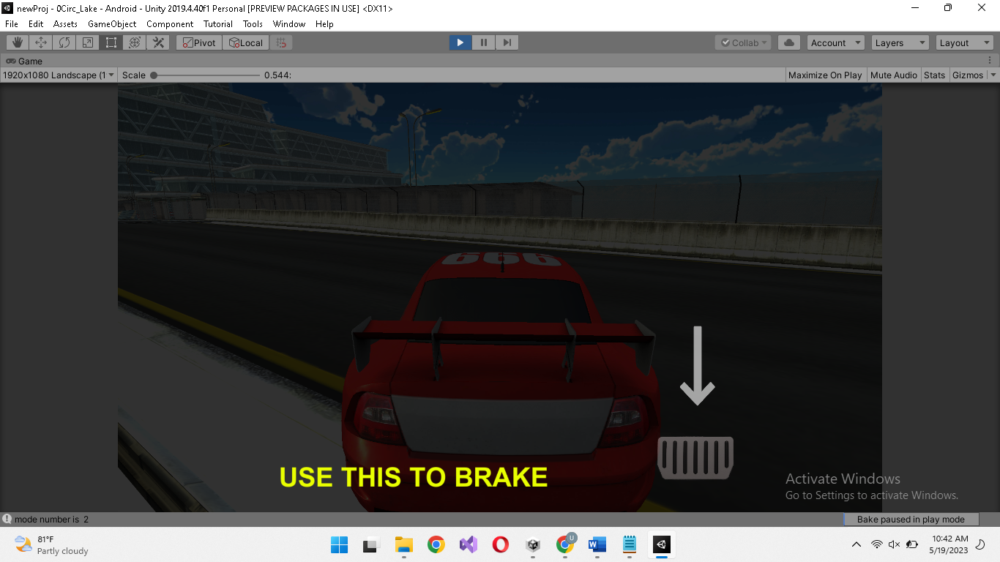 newProj - 0Circ_Lake - Android - Unity 2019.4.40f1 Personal [PREVIEW PACKAGES IN USE] <DX11>
File Edit Assets GameObject Component Tutorial Tools Window Help
Pivot Local Collab Account Layers Layout
Game
1920x1080 Landscape (1 Scale 0.544: Maximize On Play Mute Audio Stats Gizmos
666
USE THIS TO BRAKE
Activate Windows
Go to Settings to activate Windows.
mode number is 2 Bake paused in play mode
81°F
Partly cloudy
U
W
10:42 AM
5/19/2023